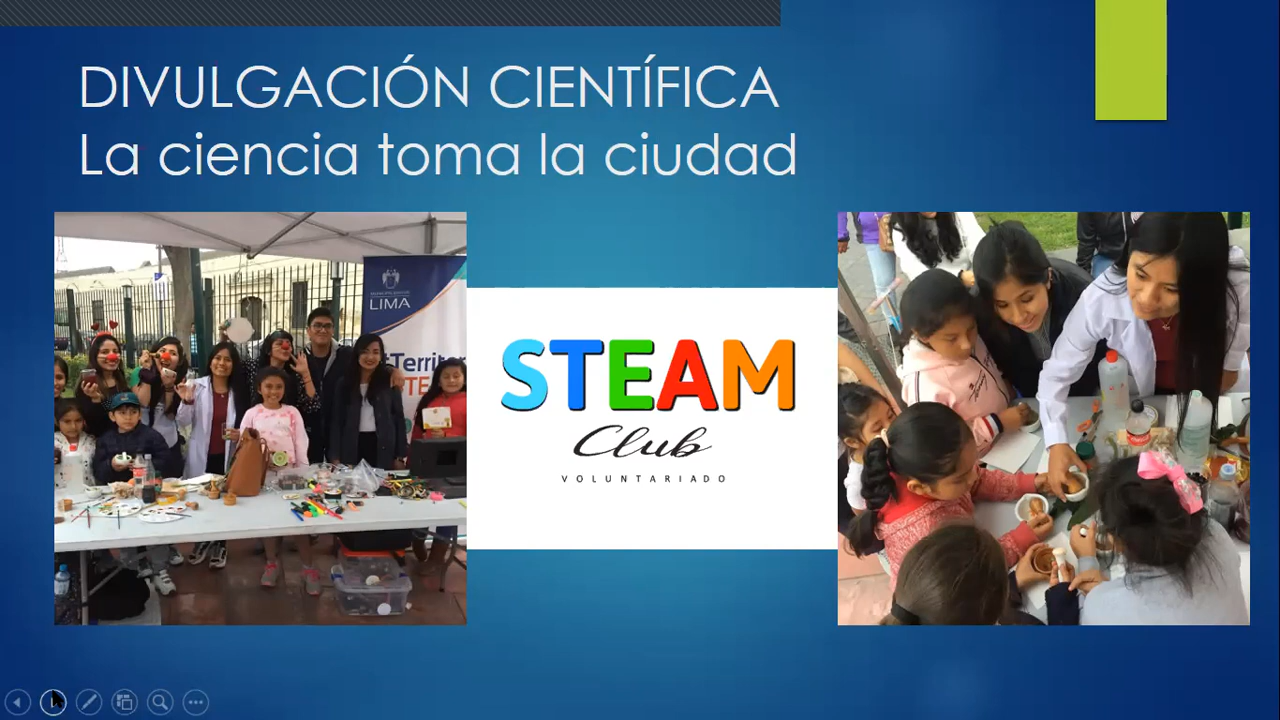 DIVULGACIÓN CIENTÍFICA
La ciencia toma la ciudad
LIMA
STEAM
Club
VOLUNTARIADO